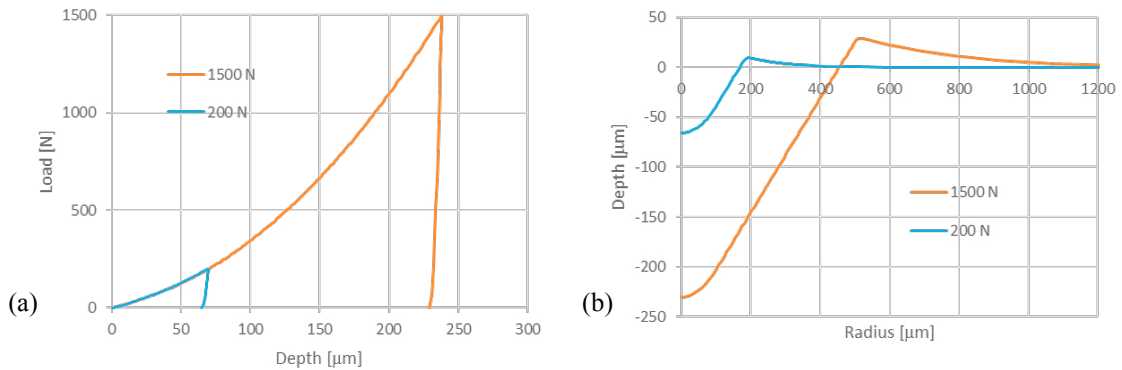 (a)
Load [N]
1500
1000
500
0
0 50 100 150 200 250 300
Depth [µm]
1500 N
200 N
(b)
Depth [µm]
50
0
-50
-100
-150
-200
-250
0 200 400 600 800 1000 1200
Radius [µm]
1500 N
200 N